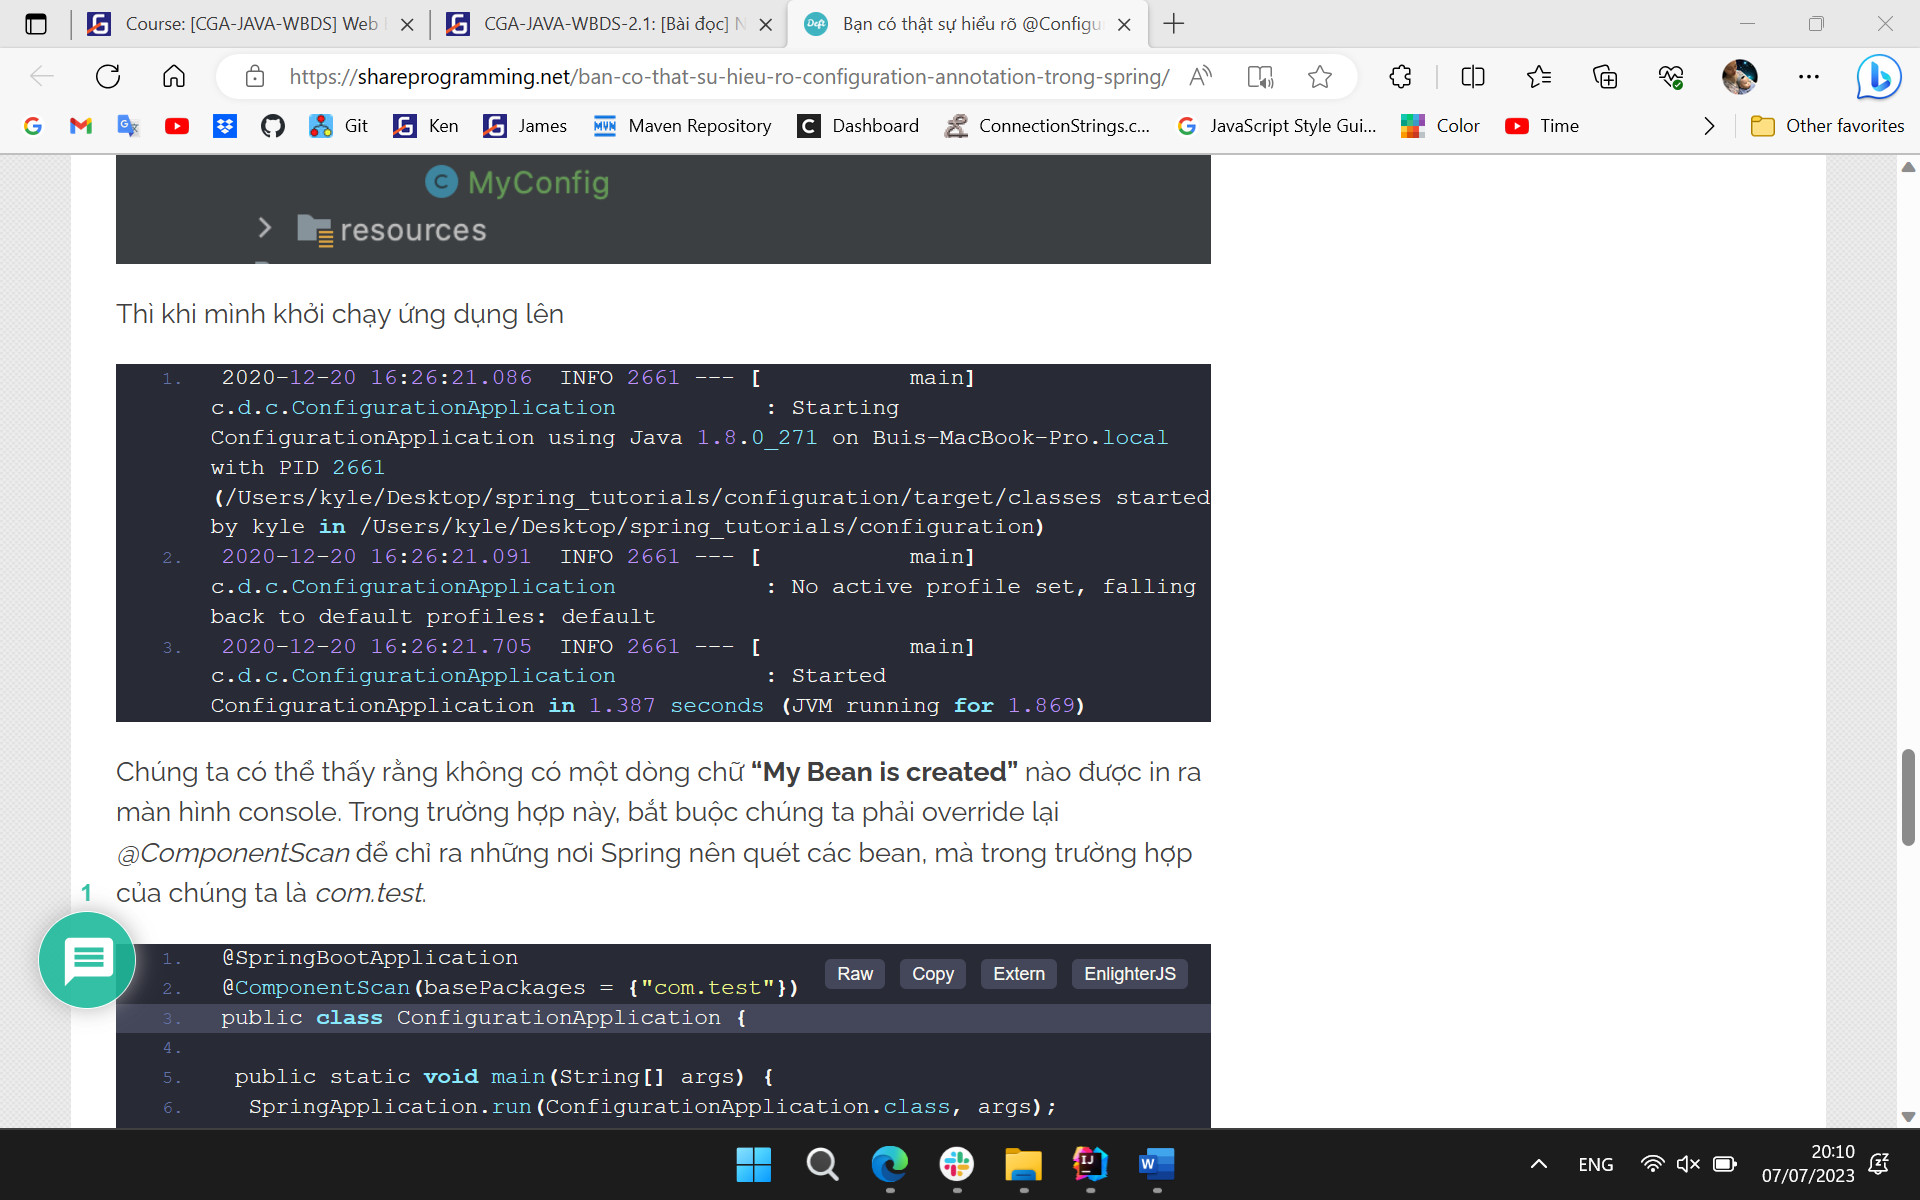 Course: [CGA-JAVA-WBDS] Web
CGA-JAVA-WBDS-2.1: [Bài đọc] N
Bạn có thật sự hiểu rõ @Configu
https://shareprogramming.net/ban-co-that-su-hieu-ro-configuration-annotation-trong-spring/
Git
Ken
James
MVN
Maven Repository
Dashboard
ConnectionStrings.c...
JavaScript Style Gui...
Color
Time
Other favorites
C MyConfig
resources
Thì khi mình khởi chạy ứng dụng lên
1. 2020-12-20 16:26:21.086  INFO 2661 --- [           main]
c.d.c.ConfigurationApplication           : Starting
ConfigurationApplication using Java 1.8.0_271 on Buis-MacBook-Pro.local
with PID 2661
(/Users/kyle/Desktop/spring_tutorials/configuration/target/classes started
by kyle in /Users/kyle/Desktop/spring_tutorials/configuration)
2. 2020-12-20 16:26:21.091  INFO 2661 --- [           main]
c.d.c.ConfigurationApplication           : No active profile set, falling
back to default profiles: default
3. 2020-12-20 16:26:21.705  INFO 2661 --- [           main]
c.d.c.ConfigurationApplication           : Started
ConfigurationApplication in 1.387 seconds (JVM running for 1.869)
Chúng ta có thể thấy rằng không có một dòng chữ “My Bean is created” nào được in ra
màn hình console. Trong trường hợp này, bắt buộc chúng ta phải override lại
@ComponentScan để chỉ ra những nơi Spring nên quét các bean, mà trong trường hợp
của chúng ta là com.test.
1
1. @SpringBootApplication
2. @ComponentScan(basePackages = {"com.test"})
Raw
Copy
Extern
EnlighterJS
3. public class ConfigurationApplication {
4.
5. public static void main(String[] args) {
6. SpringApplication.run(ConfigurationApplication.class, args);
ENG
20:10
07/07/2023